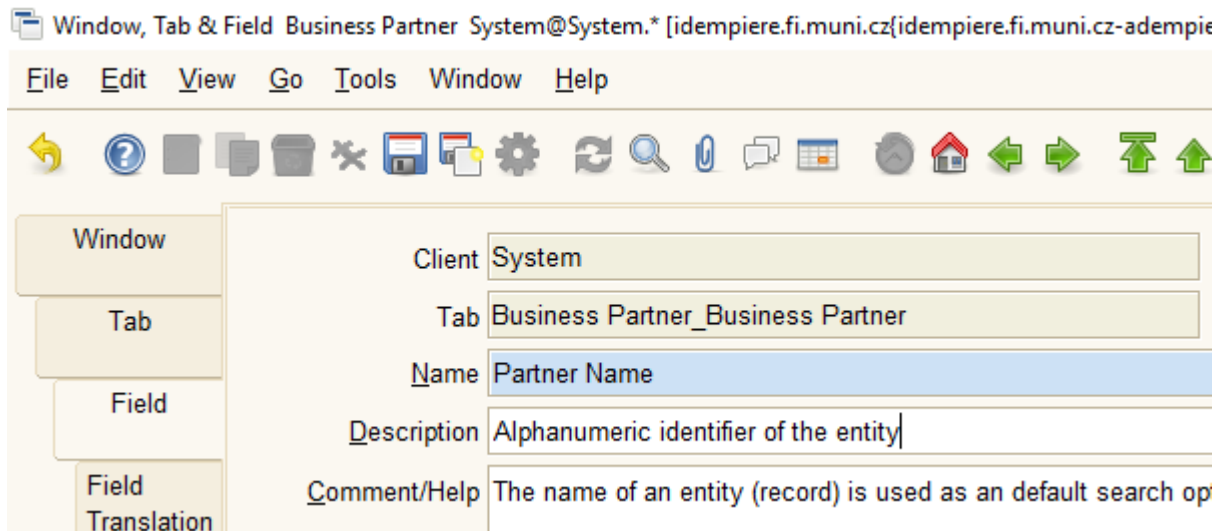 Window, Tab & Field Business Partner System@System.* [idempiere.fi.muni.cz{idempiere.fi.muni.cz-adempie
File Edit View Go Tools Window Help
Window
Client System
Tab
Tab Business Partner_Business Partner
Name Partner Name
Field
Description Alphanumeric identifier of the entity
Field
Translation
Comment/Help The name of an entity (record) is used as an default search op